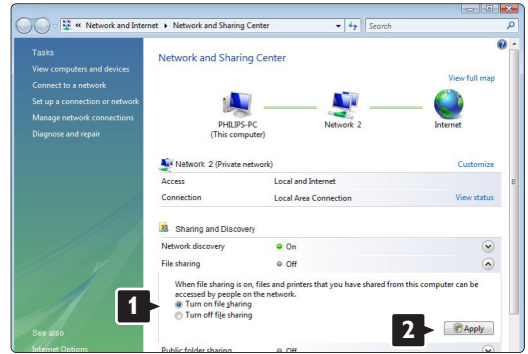 « Network and Internet ▸ Network and Sharing Center
Search
Tasks
View computers and devices
Connect to a network
Set up a connection or network
Manage network connections
Diagnose and repair
See also
Internet Options
Network and Sharing Center
View full map
PHILIPS-PC
(This computer)
Network 2
Internet
Network 2 (Private network)
Customize
Access
Local and Internet
Connection
Local Area Connection
View status
Sharing and Discovery
Network discovery
On
File sharing
Off
When file sharing is on, files and printers that you have shared from this computer can be
accessed by people on the network.
1
Turn on file sharing
Turn off file sharing
2
Apply
Public folder sharing
Off